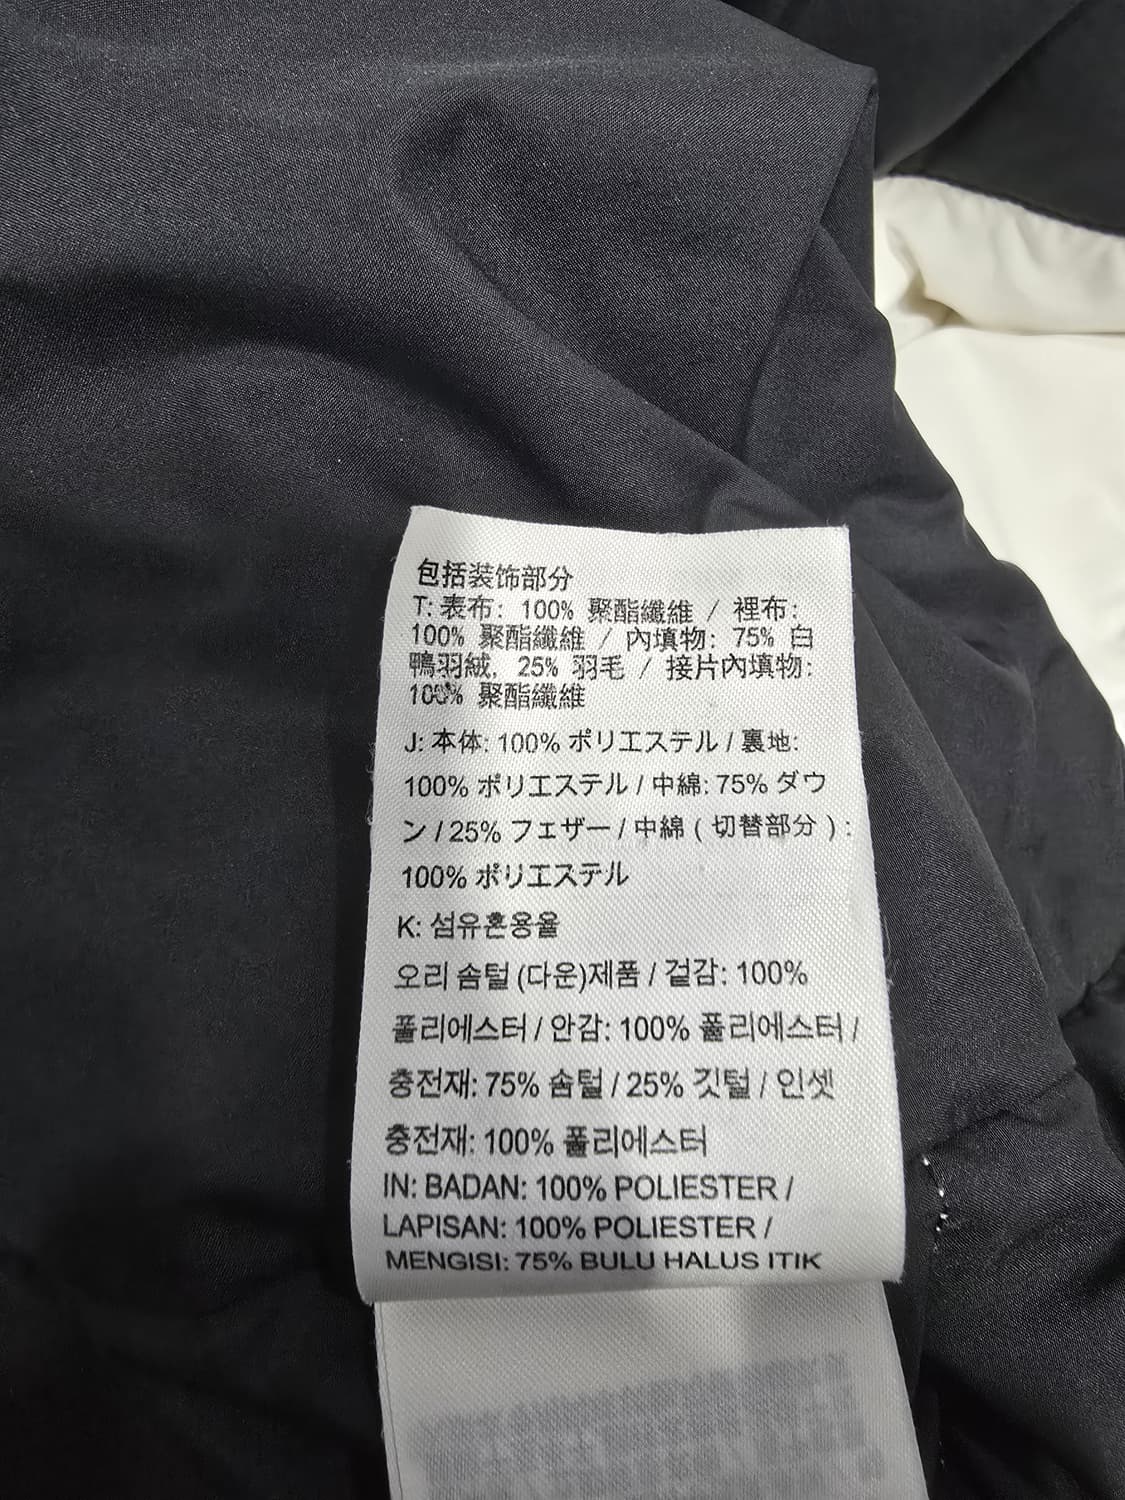 包括装饰部分
T: 表布: 100% 聚酯纖維 / 裡布:
100% 聚酯纖維 / 內填物: 75% 白
鴨羽絨, 25% 羽毛 / 接片內填物:
100% 聚酯纖維
J: 本体: 100% ポリエステル / 裏地:
100% ポリエステル / 中綿: 75% ダウ
ン / 25% フェザー / 中綿 ( 切替部分 ) :
100% ポリエステル
K: 섬유혼용율
오리 솜털 (다운)제품 / 겉감: 100%
폴리에스터 / 안감: 100% 폴리에스터 /
충전재: 75% 솜털 / 25% 깃털 / 인셋
충전재: 100% 폴리에스터
IN: BADAN: 100% POLIESTER /
LAPISAN: 100% POLIESTER /
MENGISI: 75% BULU HALUS ITIK